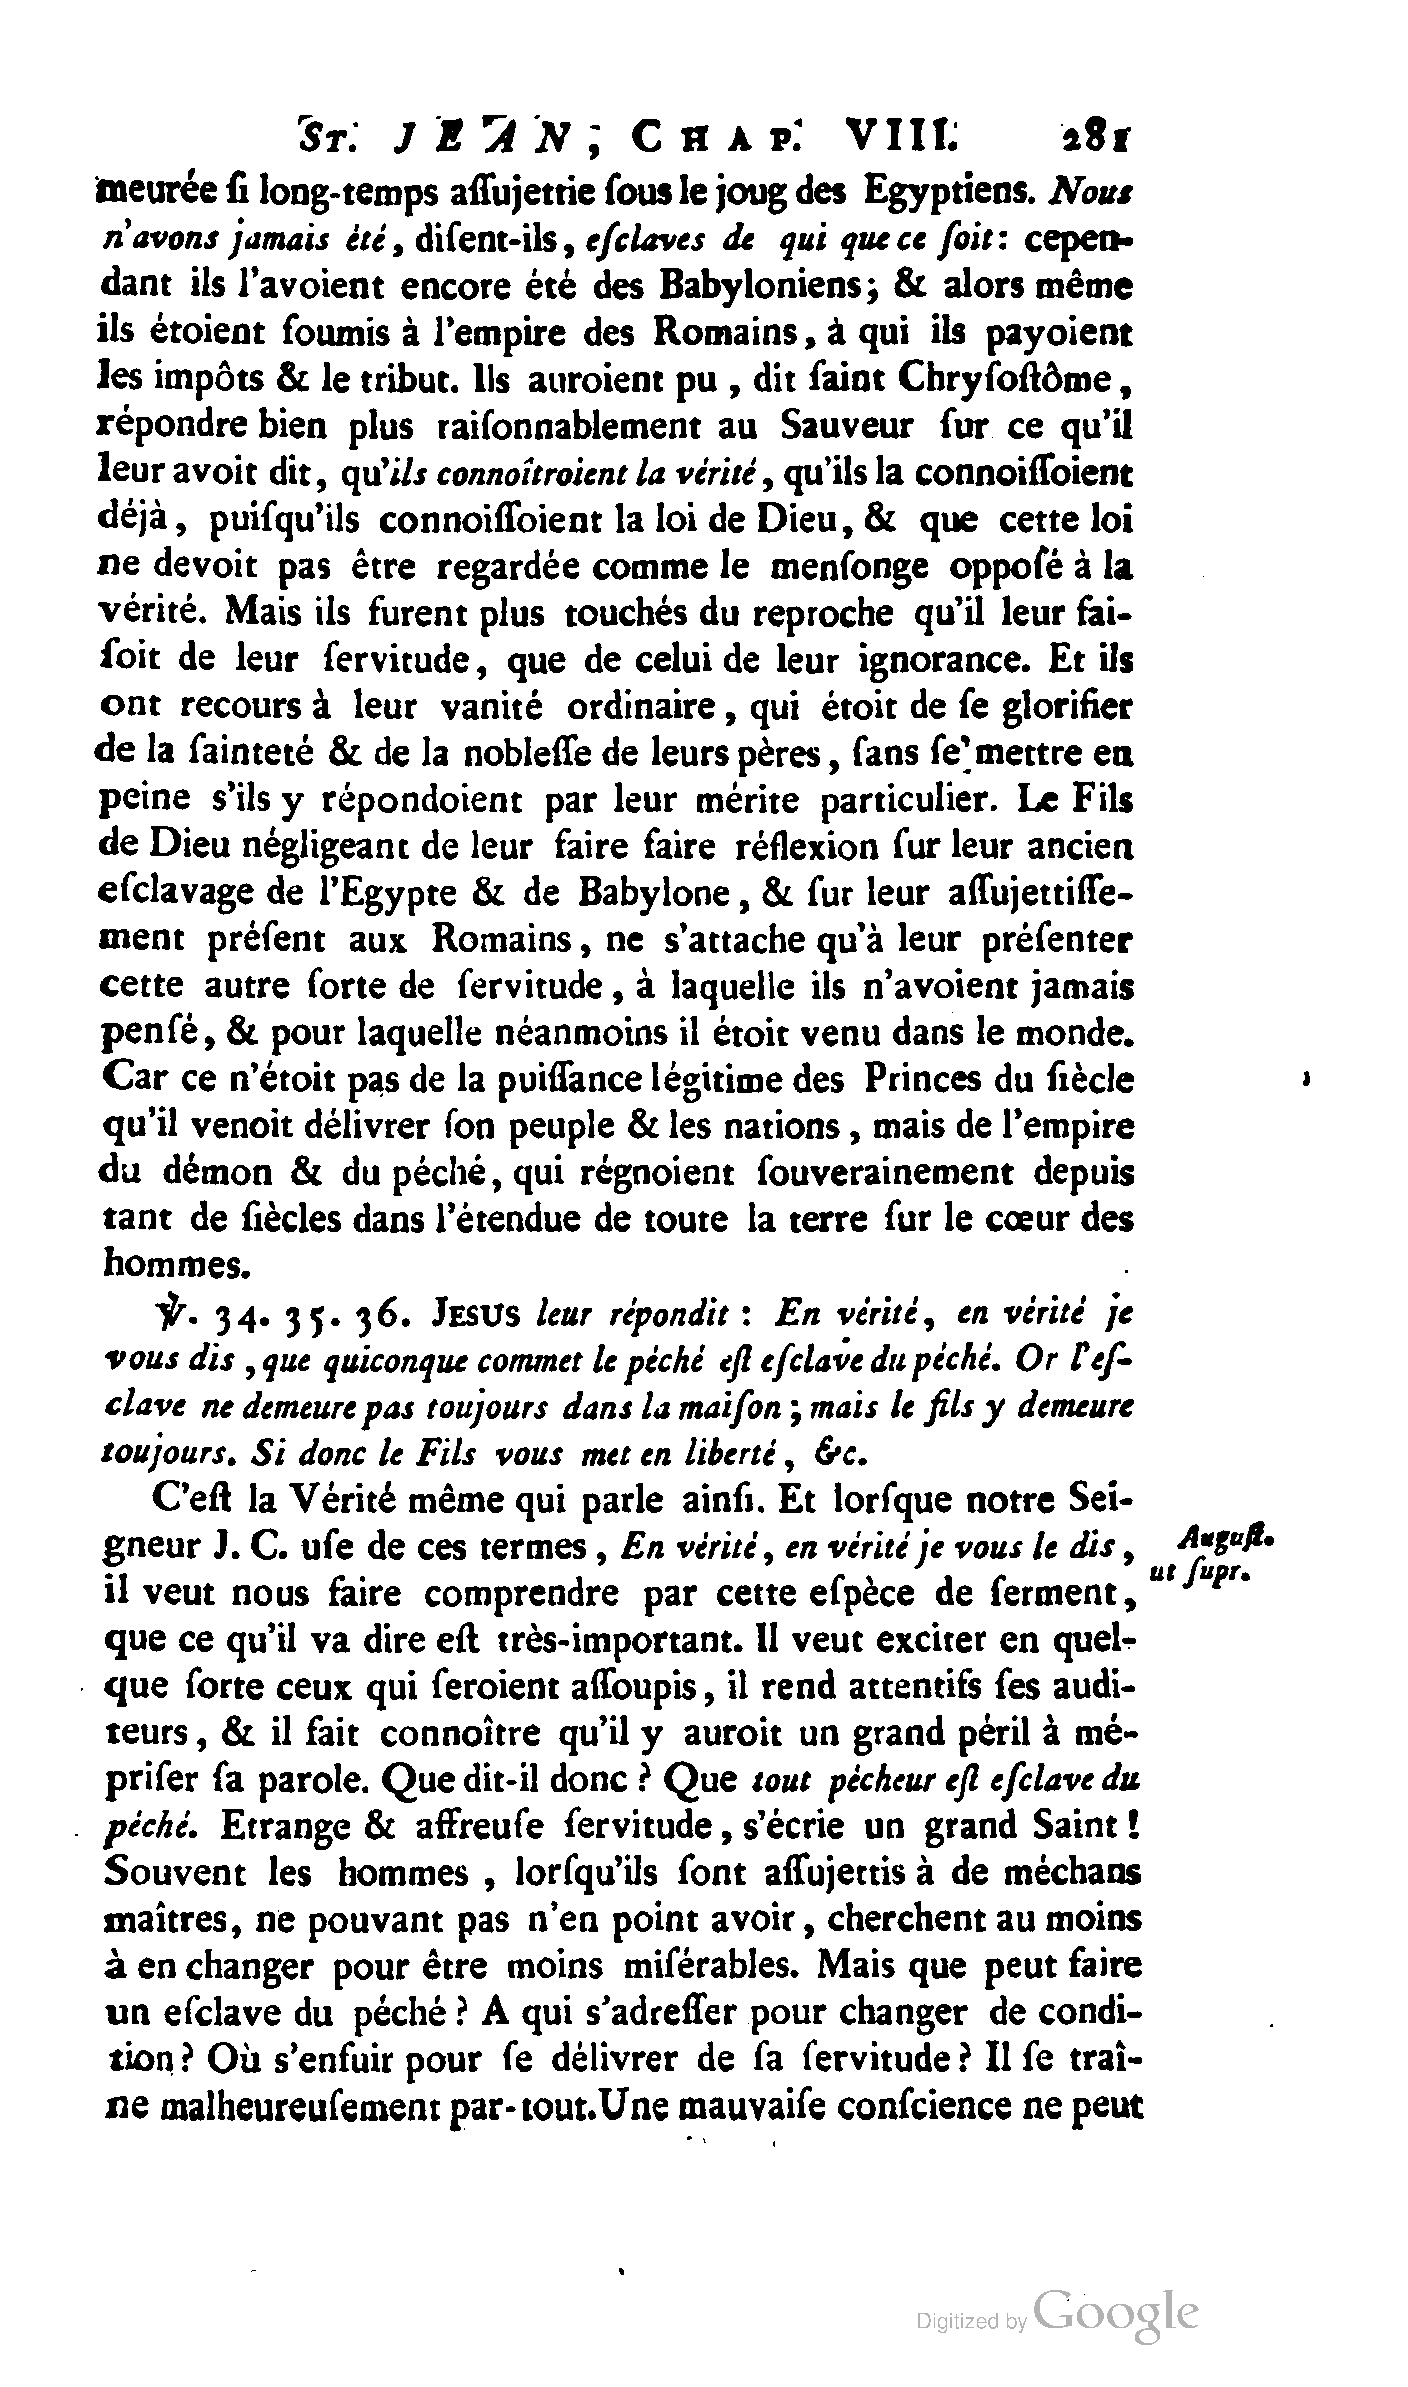 ST. JEAN, CHAP. VIII. 281
meurée ſi long-temps aſſujettie ſous le joug des Egyptiens. Nous
n'avons jamais été, diſent-ils, eſclaves de qui que ce ſoit: cepen-
dant ils l'avoient encore été des Babyloniens; & alors même
ils étoient ſoumis à l'empire des Romains, à qui ils payoient
les impôts & le tribut. Ils auroient pu, dit ſaint Chryſoſtôme,
répondre bien plus raiſonnablement au Sauveur ſur ce qu'il
leur avoit dit, qu'ils connoîtroient la vérité, qu'ils la connoiſſoient
déjà, puiſqu'ils connoiſſoient la loi de Dieu, & que cette loi
ne devoit pas être regardée comme le menſonge oppoſé à la
vérité. Mais ils furent plus touchés du reproche qu'il leur fai-
ſoit de leur ſervitude, que de celui de leur ignorance. Et ils
ont recours à leur vanité ordinaire, qui étoit de ſe glorifier
de la ſainteté & de la nobleſſe de leurs pères, ſans ſe mettre en
peine s'ils y répondoient par leur mérite particulier. Le Fils
de Dieu négligeant de leur faire faire réflexion ſur leur ancien
eſclavage de l'Egypte & de Babylone, & ſur leur aſſujettiſſe-
ment préſent aux Romains, ne s'attache qu'à leur préſenter
cette autre ſorte de ſervitude, à laquelle ils n'avoient jamais
penſé, & pour laquelle néanmoins il étoit venu dans le monde.
Car ce n'étoit pas de la puiſſance légitime des Princes du ſiècle
qu'il venoit délivrer ſon peuple & les nations, mais de l'empire
du démon & du péché, qui régnoient ſouverainement depuis
tant de ſiècles dans l'étendue de toute la terre ſur le cœur des
hommes.
℣. 34. 35. 36. JESUS leur répondit : En vérité, en vérité je
vous dis, que quiconque commet le péché eſt eſclave du péché. Or l'eſ-
clave ne demeure pas toujours dans la maiſon; mais le fils y demeure
toujours. Si donc le Fils vous met en liberté, &c.
C'eſt la Vérité même qui parle ainſi. Et lorſque notre Sei-
gneur J. C. uſe de ces termes, En vérité, en vérité je vous le dis,
Auguſt.
ut ſupr.
il veut nous faire comprendre par cette eſpèce de ſerment,
que ce qu'il va dire eſt très-important. Il veut exciter en quel-
que ſorte ceux qui ſeroient aſſoupis, il rend attentifs ſes audi-
teurs, & il fait connoître qu'il y auroit un grand péril à mé-
priſer ſa parole. Que dit-il donc ? Que tout pécheur eſt eſclave du
péché. Etrange & affreuſe ſervitude, s'écrie un grand Saint !
Souvent les hommes, lorſqu'ils ſont aſſujettis à de méchans
maîtres, ne pouvant pas n'en point avoir, cherchent au moins
à en changer pour être moins miſérables. Mais que peut faire
un eſclave du péché ? A qui s'adreſſer pour changer de condi-
tion ? Où s'enfuir pour ſe délivrer de ſa ſervitude ? Il ſe traî-
ne malheureuſement par-tout. Une mauvaiſe conſcience ne peut
Digitized by Google